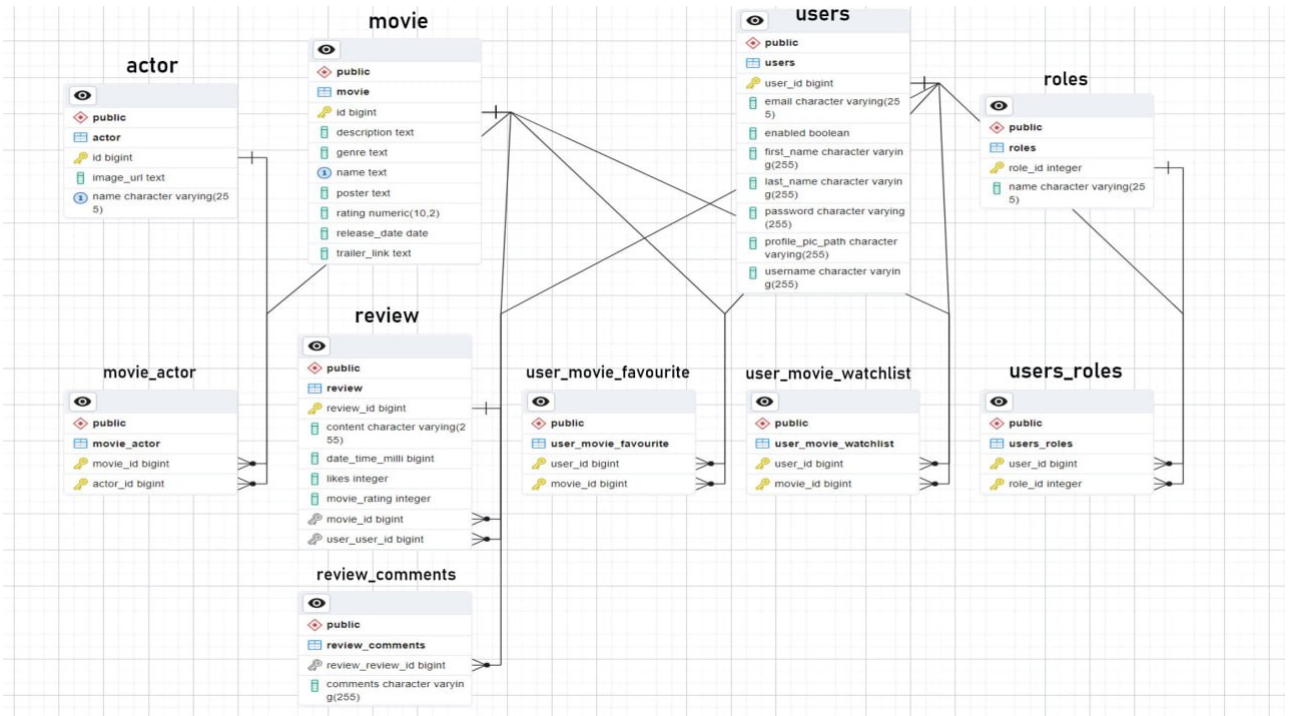 actor
public
actor
id bigint
image_url text
1
name character varying(25
5)
movie
public
movie
id bigint
description text
genre text
1
name text
poster text
rating numeric(10,2)
release_date date
trailer_link text
users
public
users
user_id bigint
email character varying(25
5)
enabled boolean
first_name character varyin
g(255)
last_name character varyin
g(255)
password character varying
(255)
profile_pic_path character
varying(255)
username character varyin
g(255)
roles
public
roles
role_id integer
name character varying(25
5)
movie_actor
public
movie_actor
movie_id bigint
actor_id bigint
review
public
review
review_id bigint
content character varying(2
55)
date_time_milli bigint
likes integer
movie_rating integer
movie_id bigint
user_user_id bigint
user_movie_favourite
public
user_movie_favourite
user_id bigint
movie_id bigint
user_movie_watchlist
public
user_movie_watchlist
user_id bigint
movie_id bigint
users_roles
public
users_roles
user_id bigint
role_id integer
review_comments
public
review_comments
review_review_id bigint
comments character varyin
g(255)